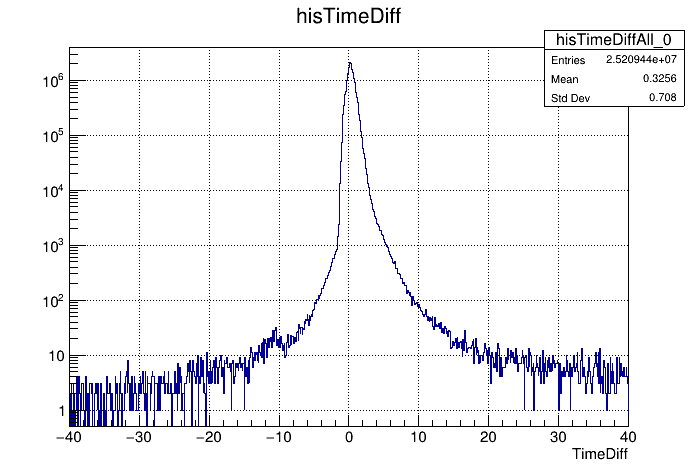 hisTimeDiff
hisTimeDiffAll_0
Entries 2.520944e+07
Mean 0.3256
Std Dev 0.708
10^6
10^5
10^4
10^3
10^2
10
1
−40 −30 −20 −10 0 10 20 30 40
TimeDiff